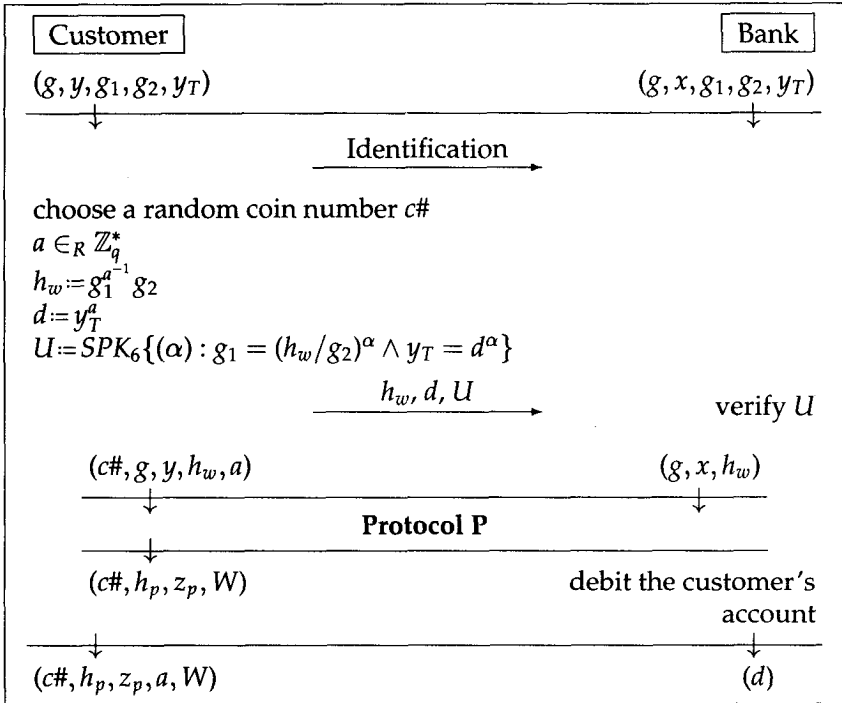 Customer Bank
(g, y, g₁, g₂, y_T) (g, x, g₁, g₂, y_T)
Identification
choose a random coin number c#
a ∈_R ℤ_q^*
h_w := g₁^{a⁻¹} g₂
d := y_T^a
U := SPK₆{(α) : g₁ = (h_w/g₂)^α ∧ y_T = d^α}
h_w, d, U verify U
(c#, g, y, h_w, a) (g, x, h_w)
Protocol P
(c#, h_p, z_p, W) debit the customer's
account
(c#, h_p, z_p, a, W) (d)